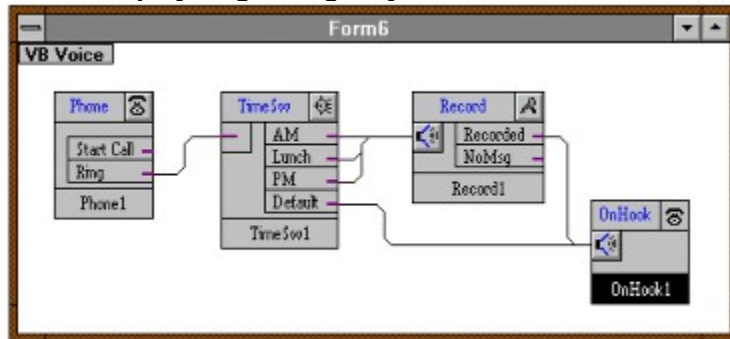 Form6
VB Voice
Phone
Start Call
Ring
Phone1
TimeSw
AM
Lunch
PM
Default
TimeSw1
Record
Recorded
NoMsg
Record1
OnHook
OnHook1